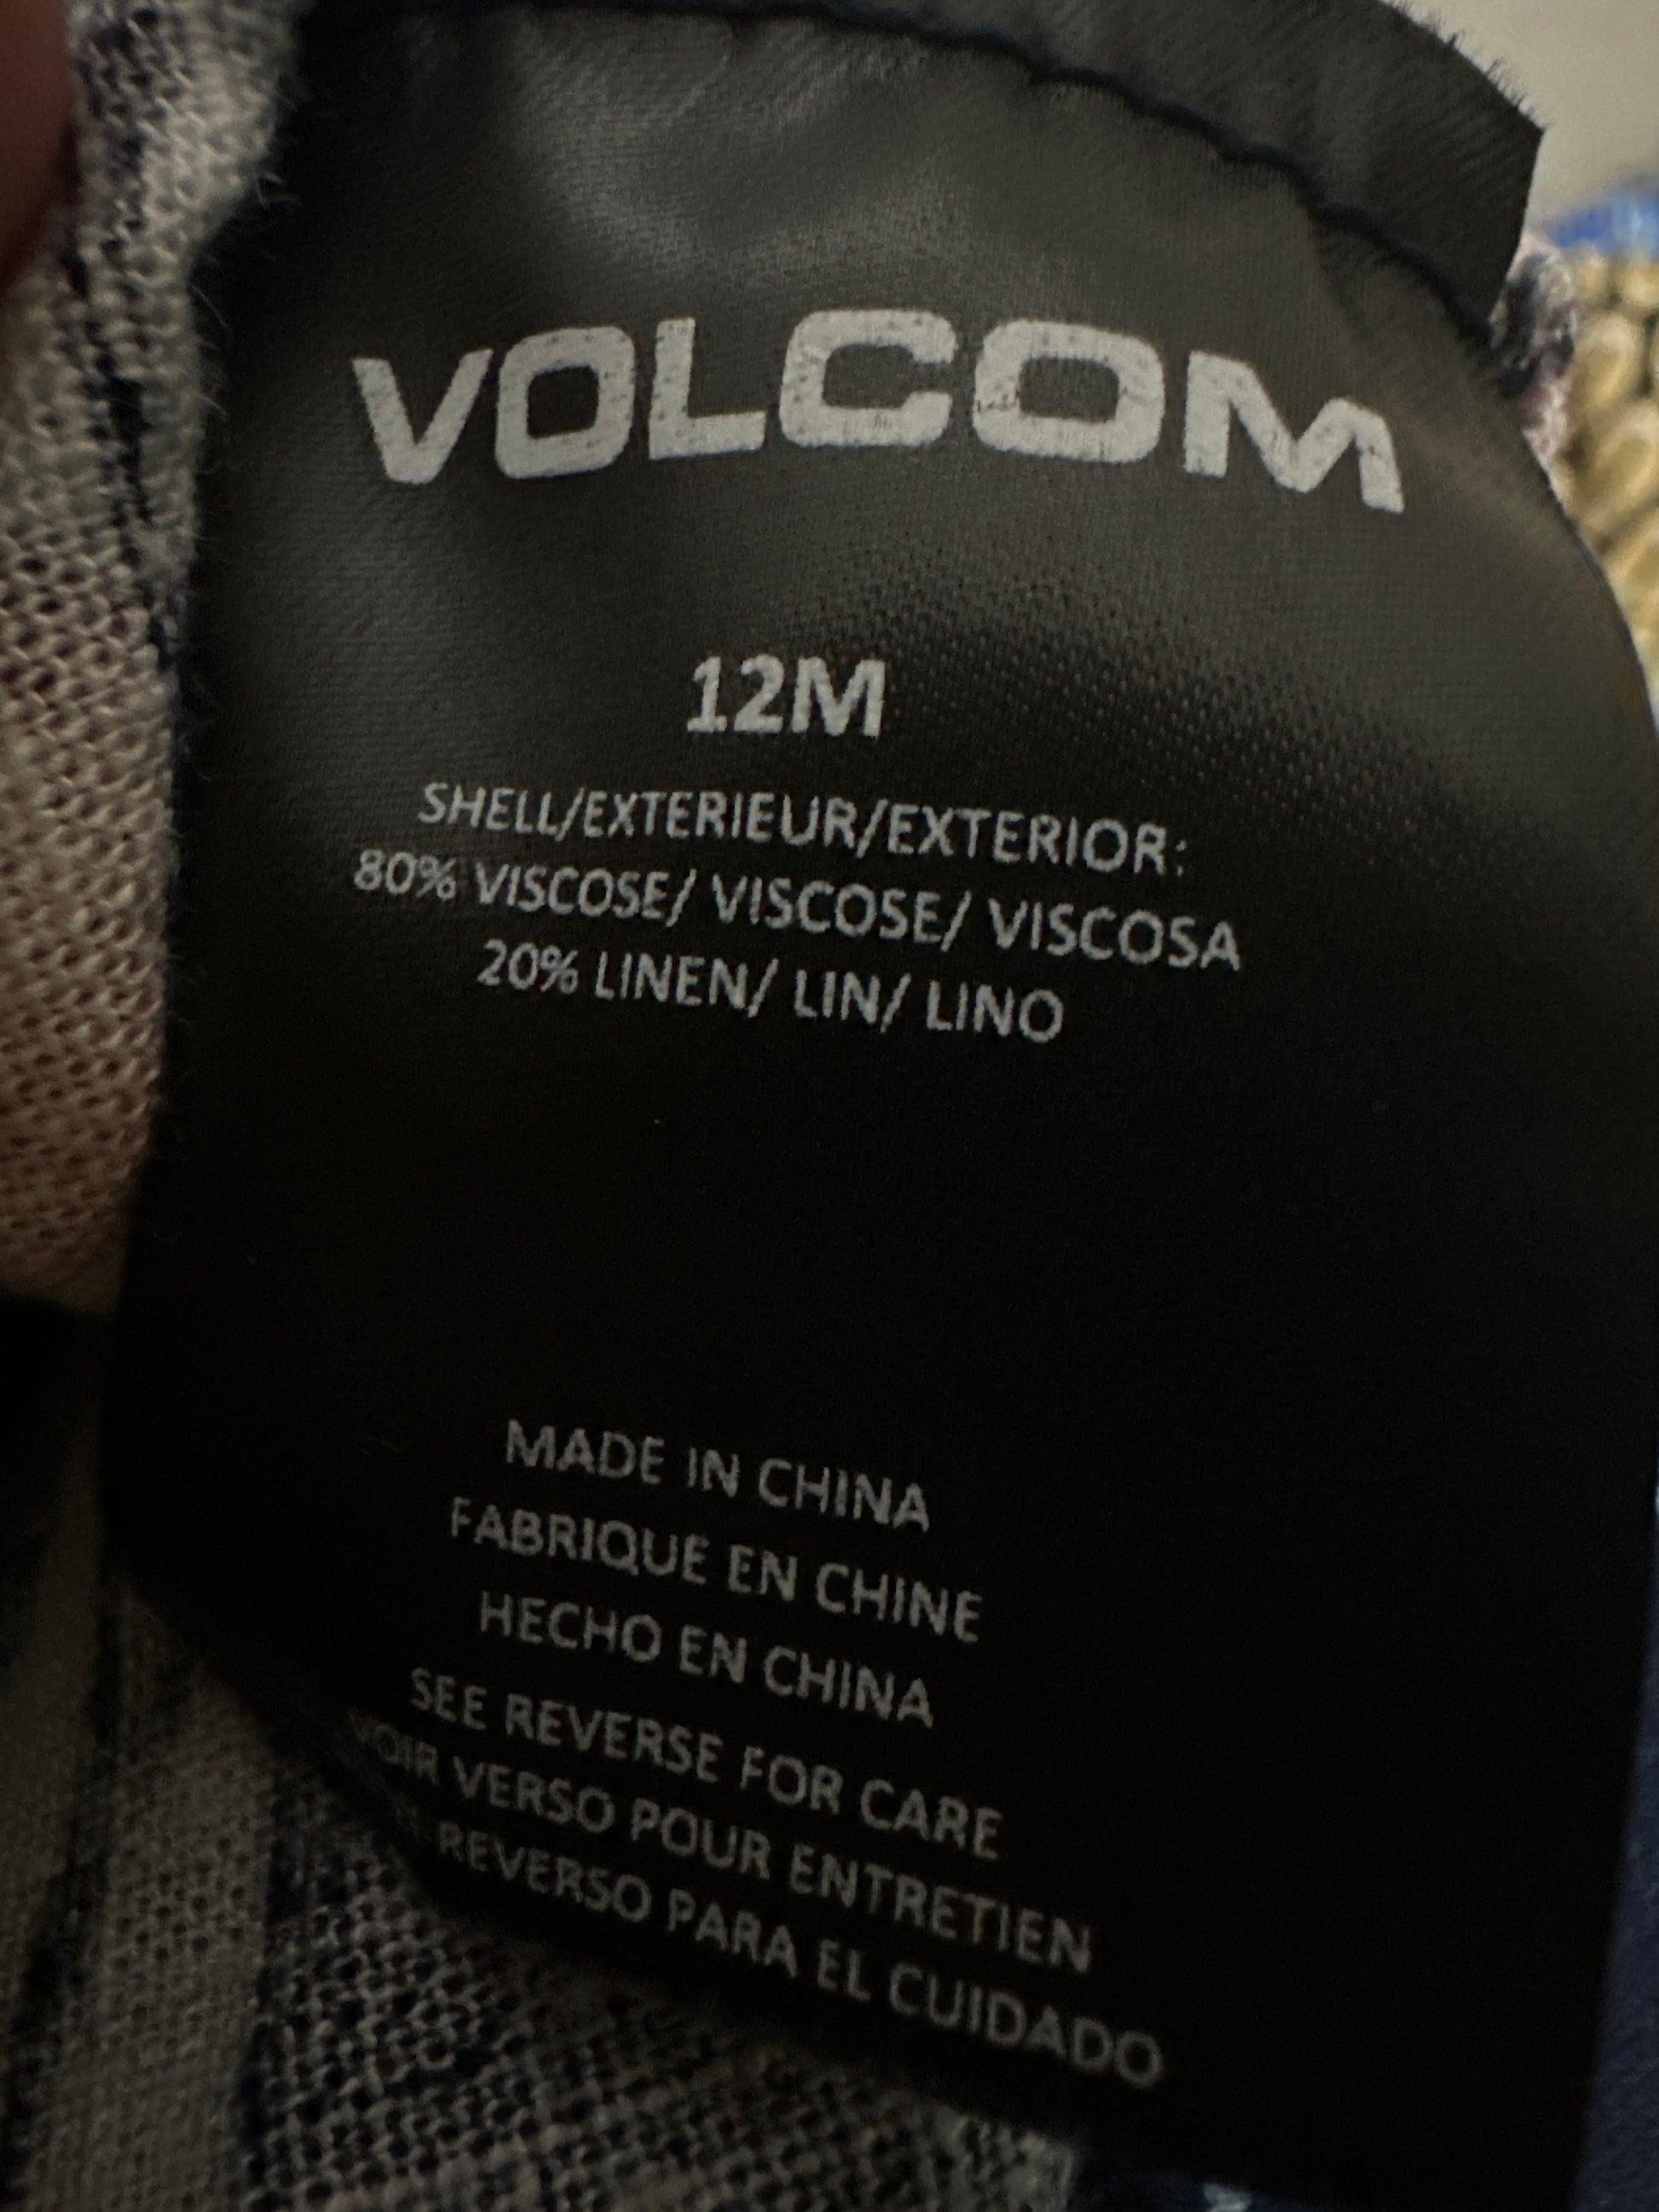 VOLCOM
12M
SHELL/EXTERIEUR/EXTERIOR:
80% VISCOSE/ VISCOSE/ VISCOSA
20% LINEN/ LIN/ LINO
MADE IN CHINA
FABRIQUE EN CHINE
HECHO EN CHINA
SEE REVERSE FOR CARE
VOIR VERSO POUR ENTRETIEN
REVERSO PARA EL CUIDADO